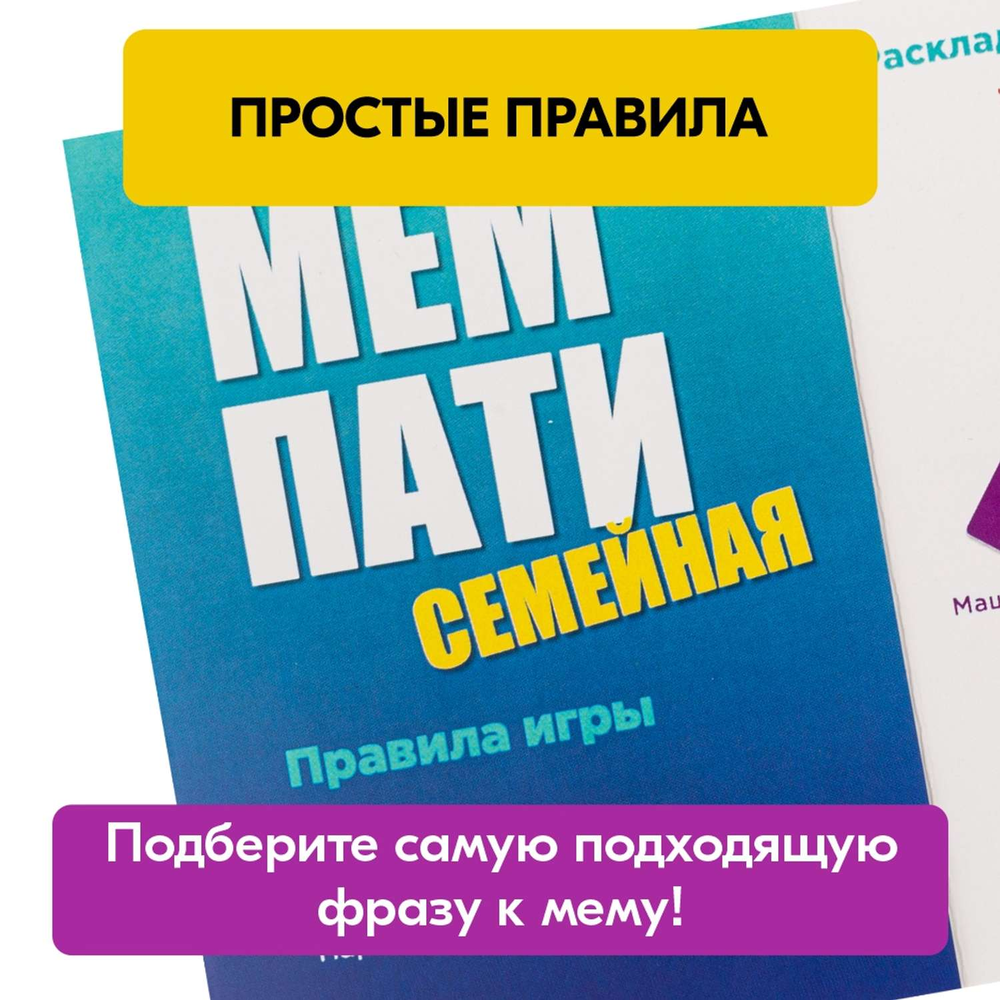 ПРОСТЫЕ ПРАВИЛА
МЕМ
ПАТИ
СЕМЕЙНАЯ
Правила игры
Подберите самую подходящую
фразу к мему!